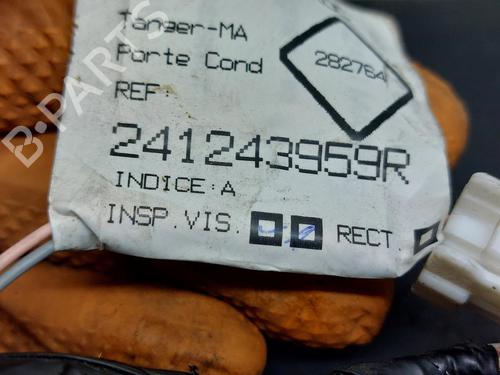 Tanger-MA
Porte Cond
282764
REF:
241243959R
INDICE:A
INSP.VIS.
RECT.
B-PARTS